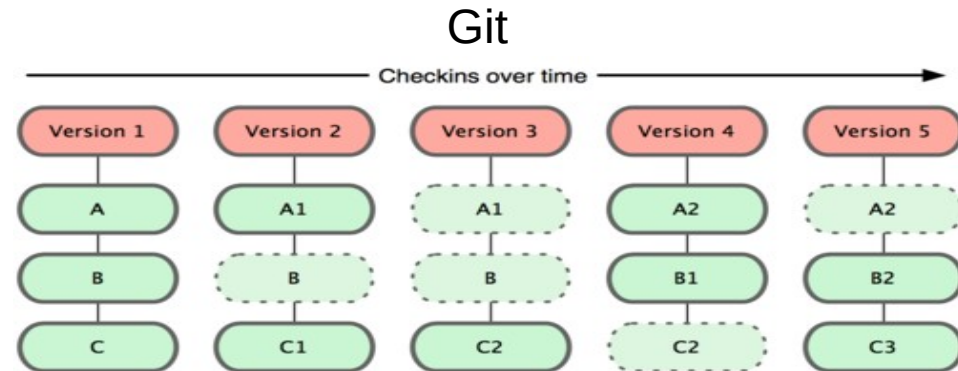 Git
Checkins over time
Version 1 Version 2 Version 3 Version 4 Version 5
A A1 A1 A2 A2
B B B B1 B2
C C1 C2 C2 C3